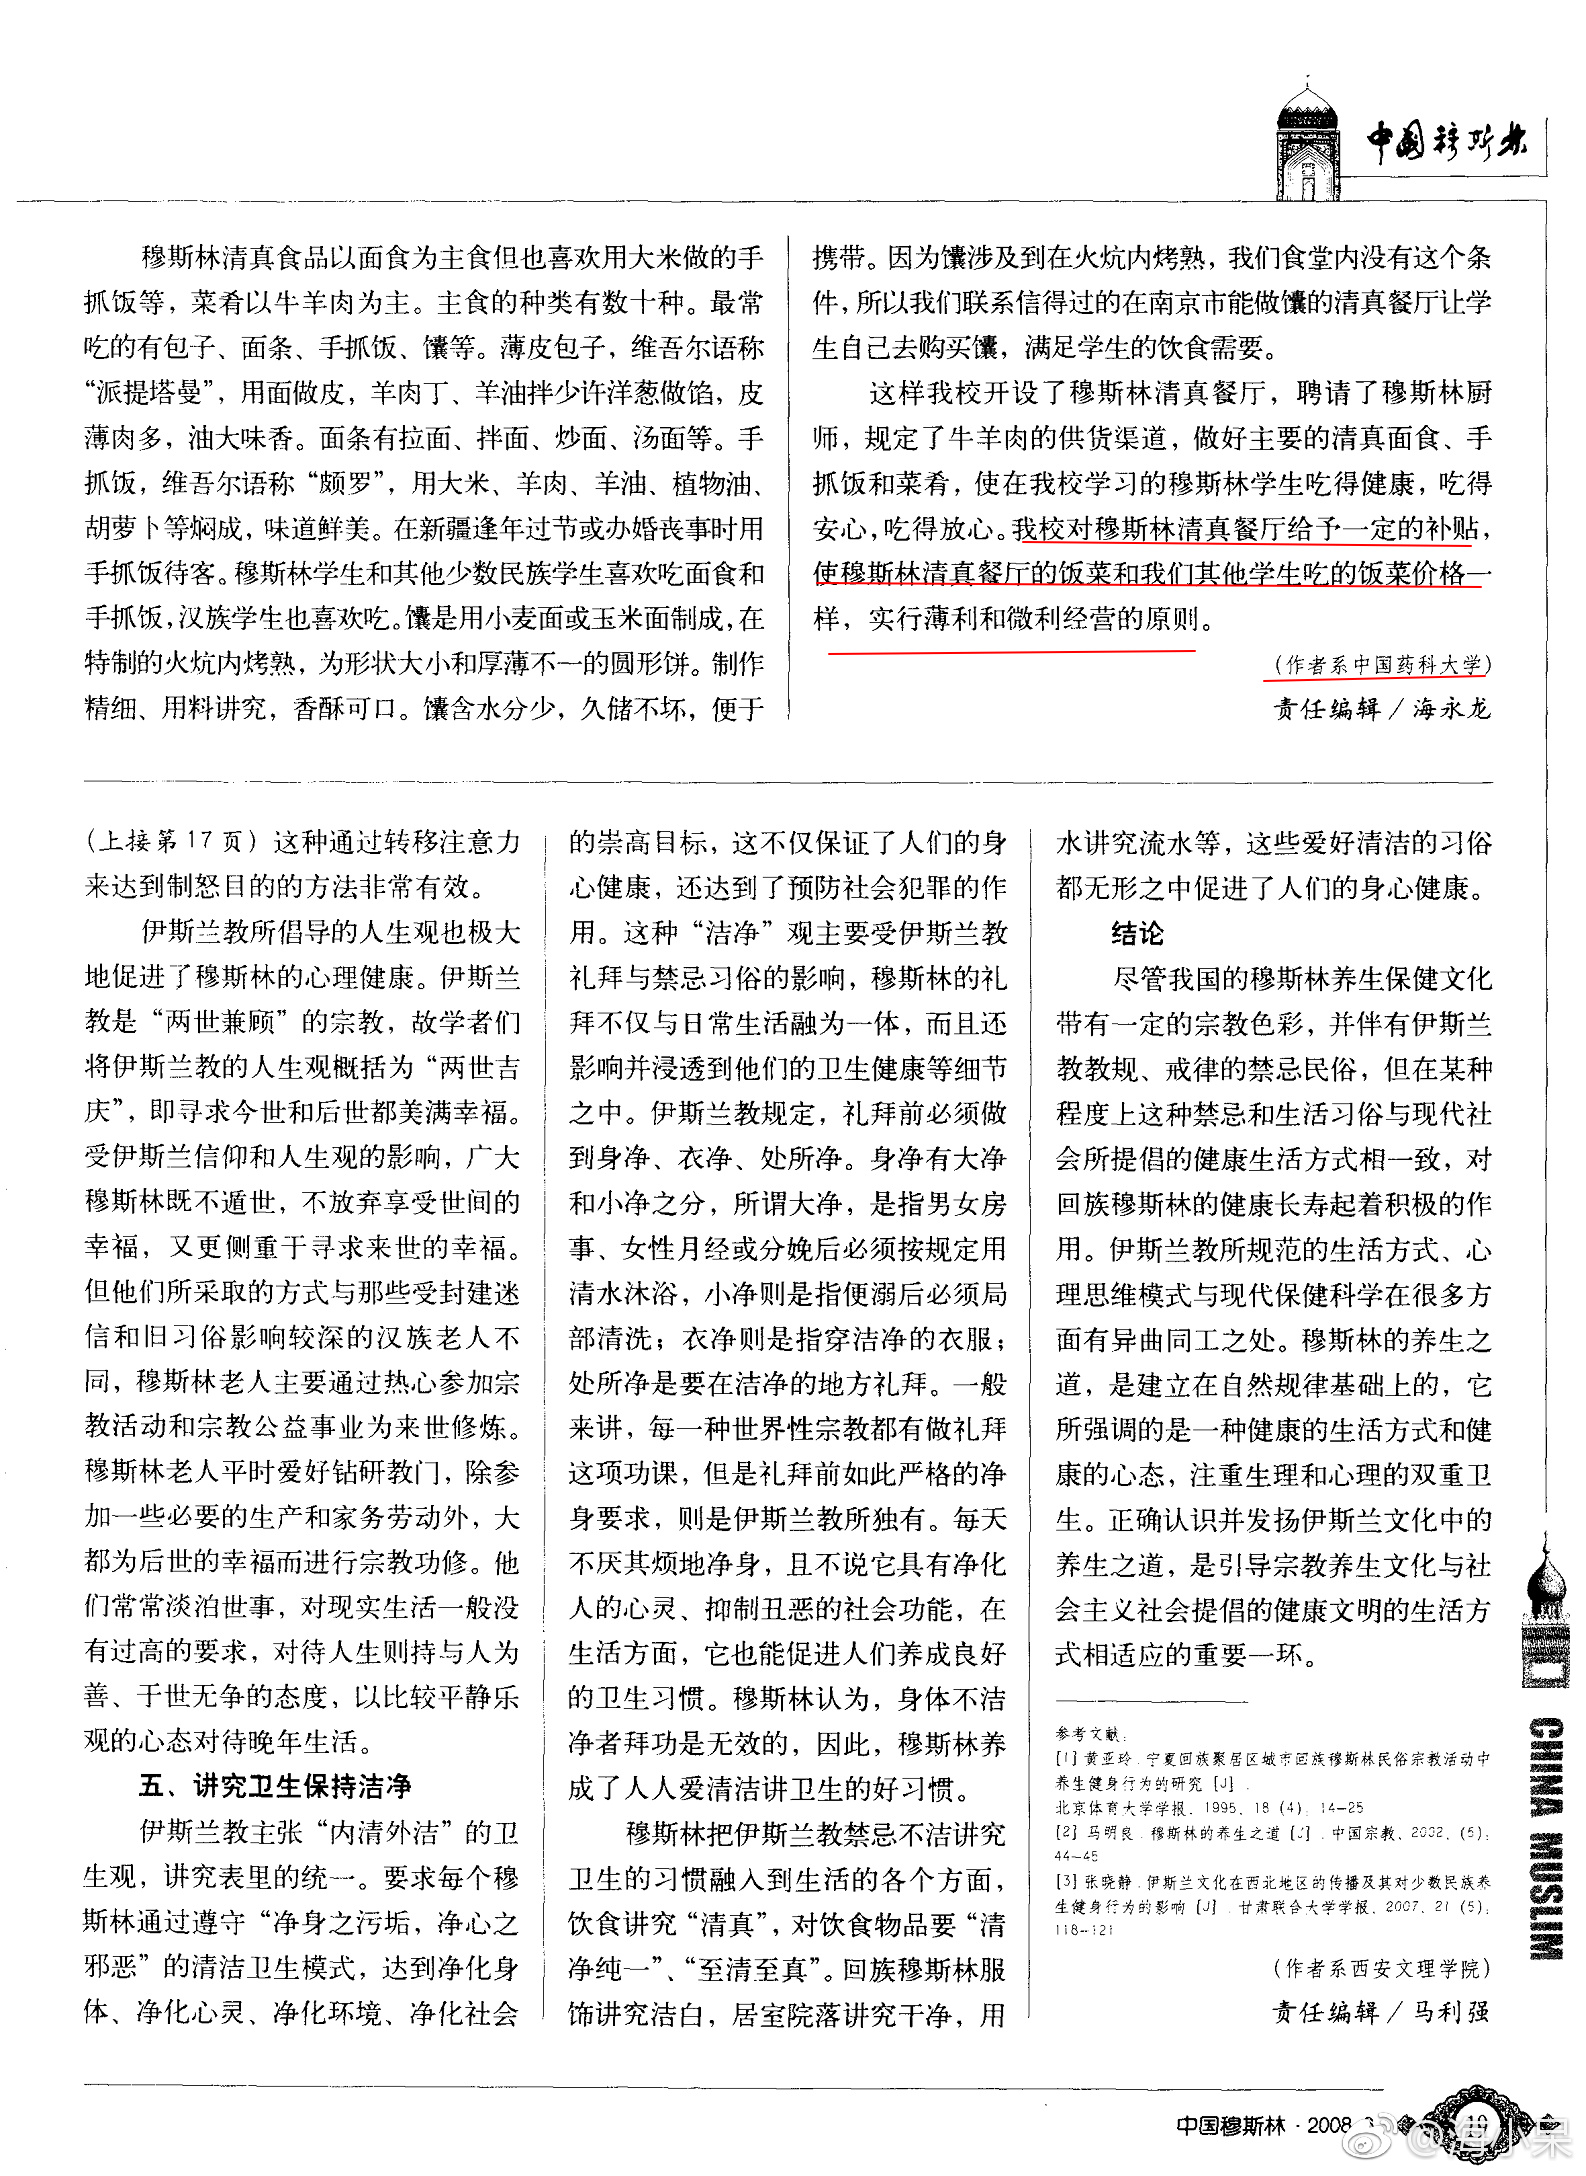 中国穆斯林
穆斯林清真食品以面食为主食但也喜欢用大米做的手
抓饭等，菜肴以牛羊肉为主。主食的种类有数十种。最常
吃的有包子、面条、手抓饭、馕等。薄皮包子，维吾尔语称
“派提塔曼”，用面做皮，羊肉丁、羊油拌少许洋葱做馅，皮
薄肉多，油大味香。面条有拉面、拌面、炒面、汤面等。手
抓饭，维吾尔语称“颇罗”，用大米、羊肉、羊油、植物油、
胡萝卜等焖成，味道鲜美。在新疆逢年过节或办婚丧事时用
手抓饭待客。穆斯林学生和其他少数民族学生喜欢吃面食和
手抓饭，汉族学生也喜欢吃。馕是用小麦面或玉米面制成，在
特制的火炕内烤熟，为形状大小和厚薄不一的圆形饼。制作
精细、用料讲究，香酥可口。馕含水分少，久储不坏，便于
携带。因为馕涉及到在火炕内烤熟，我们食堂内没有这个条
件，所以我们联系信得过的在南京市能做馕的清真餐厅让学
生自己去购买馕，满足学生的饮食需要。
这样我校开设了穆斯林清真餐厅，聘请了穆斯林厨
师，规定了牛羊肉的供货渠道，做好主要的清真面食、手
抓饭和菜肴，使在我校学习的穆斯林学生吃得健康，吃得
安心，吃得放心。我校对穆斯林清真餐厅给予一定的补贴，
使穆斯林清真餐厅的饭菜和我们其他学生吃的饭菜价格一
样，实行薄利和微利经营的原则。
（作者系中国药科大学）
责任编辑／海永龙
（上接第17页）这种通过转移注意力
来达到制怒目的的方法非常有效。
伊斯兰教所倡导的人生观也极大
地促进了穆斯林的心理健康。伊斯兰
教是“两世兼顾”的宗教，故学者们
将伊斯兰教的人生观概括为“两世吉
庆”，即寻求今世和后世都美满幸福。
受伊斯兰信仰和人生观的影响，广大
穆斯林既不遁世，不放弃享受世间的
幸福，又更侧重于寻求来世的幸福。
但他们所采取的方式与那些受封建迷
信和旧习俗影响较深的汉族老人不
同，穆斯林老人主要通过热心参加宗
教活动和宗教公益事业为来世修炼。
穆斯林老人平时爱好钻研教门，除参
加一些必要的生产和家务劳动外，大
都为后世的幸福而进行宗教功修。他
们常常淡泊世事，对现实生活一般没
有过高的要求，对待人生则持与人为
善、于世无争的态度，以比较平静乐
观的心态对待晚年生活。
五、讲究卫生保持洁净
伊斯兰教主张“内清外洁”的卫
生观，讲究表里的统一。要求每个穆
斯林通过遵守“净身之污垢，净心之
邪恶”的清洁卫生模式，达到净化身
体、净化心灵、净化环境、净化社会
的崇高目标，这不仅保证了人们的身
心健康，还达到了预防社会犯罪的作
用。这种“洁净”观主要受伊斯兰教
礼拜与禁忌习俗的影响，穆斯林的礼
拜不仅与日常生活融为一体，而且还
影响并浸透到他们的卫生健康等细节
之中。伊斯兰教规定，礼拜前必须做
到身净、衣净、处所净。身净有大净
和小净之分，所谓大净，是指男女房
事、女性月经或分娩后必须按规定用
清水沐浴，小净则是指便溺后必须局
部清洗；衣净则是指穿洁净的衣服；
处所净是要在洁净的地方礼拜。一般
来讲，每一种世界性宗教都有做礼拜
这项功课，但是礼拜前如此严格的净
身要求，则是伊斯兰教所独有。每天
不厌其烦地净身，且不说它具有净化
人的心灵、抑制丑恶的社会功能，在
生活方面，它也能促进人们养成良好
的卫生习惯。穆斯林认为，身体不洁
净者拜功是无效的，因此，穆斯林养
成了人人爱清洁讲卫生的好习惯。
穆斯林把伊斯兰教禁忌不洁讲究
卫生的习惯融入到生活的各个方面，
饮食讲究“清真”，对饮食物品要“清
净纯一”、“至清至真”。回族穆斯林服
饰讲究洁白，居室院落讲究干净，用
水讲究流水等，这些爱好清洁的习俗
都无形之中促进了人们的身心健康。
结论
尽管我国的穆斯林养生保健文化
带有一定的宗教色彩，并伴有伊斯兰
教教规、戒律的禁忌民俗，但在某种
程度上这种禁忌和生活习俗与现代社
会所提倡的健康生活方式相一致，对
回族穆斯林的健康长寿起着积极的作
用。伊斯兰教所规范的生活方式、心
理思维模式与现代保健科学在很多方
面有异曲同工之处。穆斯林的养生之
道，是建立在自然规律基础上的，它
所强调的是一种健康的生活方式和健
康的心态，注重生理和心理的双重卫
生。正确认识并发扬伊斯兰文化中的
养生之道，是引导宗教养生文化与社
会主义社会提倡的健康文明的生活方
式相适应的重要一环。
参考文献：
[1] 黄亚玲．宁夏回族聚居区城市回族穆斯林民俗宗教活动中
养生健身行为的研究［J］．
北京体育大学学报，1995，18（4）：14-25
[2] 马明良．穆斯林的养生之道［J］．中国宗教，2002，（5）：
44-45
[3] 张晓静．伊斯兰文化在西北地区的传播及其对少数民族养
生健身行为的影响［J］．甘肃联合大学学报，2007，21（5）：
118-121
（作者系西安文理学院）
责任编辑／马利强
CHINA MUSLIM
中国穆斯林·2008
19